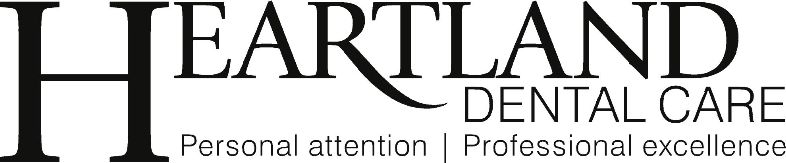 HEARTLAND
DENTAL CARE
Personal attention | Professional excellence